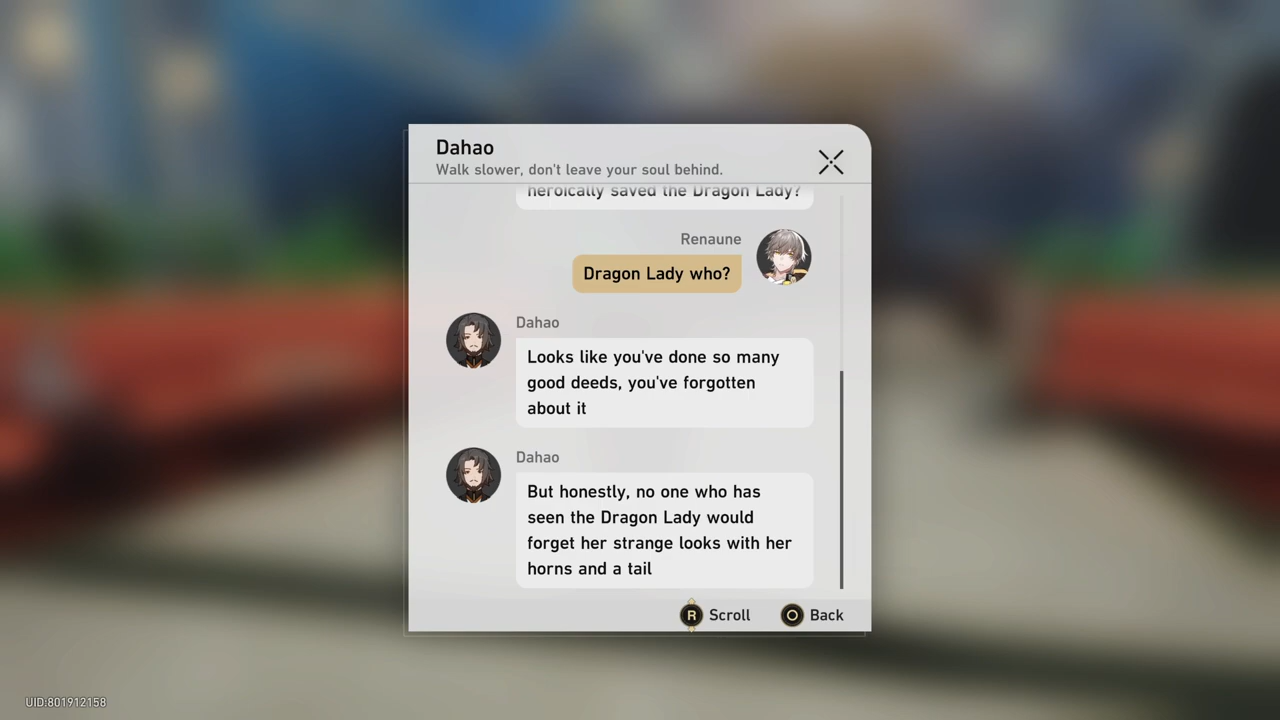 Dahao
Walk slower, don't leave your soul behind.
heroically saved the Dragon Lady?
Renaune
Dragon Lady who?
Dahao
Looks like you've done so many
good deeds, you've forgotten
about it
Dahao
But honestly, no one who has
seen the Dragon Lady would
forget her strange looks with her
horns and a tail
R Scroll
Back
UID:801912158